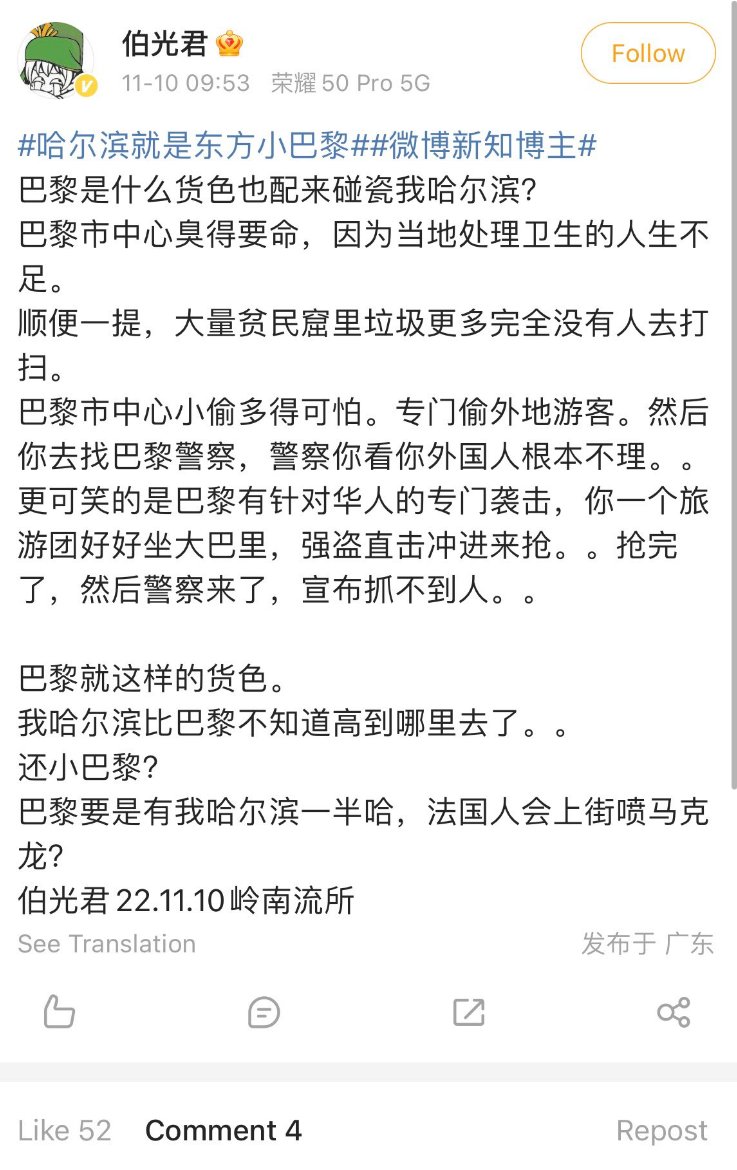 伯光君
11-10 09:53 荣耀 50 Pro 5G
Follow
#哈尔滨就是东方小巴黎##微博新知博主#
巴黎是什么货色也配来碰瓷我哈尔滨?
巴黎市中心臭得要命，因为当地处理卫生的人生不
足。
顺便一提，大量贫民窟里垃圾更多完全没有人去打
扫。
巴黎市中心小偷多得可怕。专门偷外地游客。然后
你去找巴黎警察，警察你看你外国人根本不理。。
更可笑的是巴黎有针对华人的专门袭击，你一个旅
游团好好坐大巴里，强盗直击冲进来抢。。抢完
了，然后警察来了，宣布抓不到人。。
巴黎就这样的货色。
我哈尔滨比巴黎不知道高到哪里去了。。
还小巴黎?
巴黎要是有我哈尔滨一半哈，法国人会上街喷马克
龙?
伯光君 22.11.10 岭南流所
See Translation
发布于 广东
Like 52
Comment 4
Repost